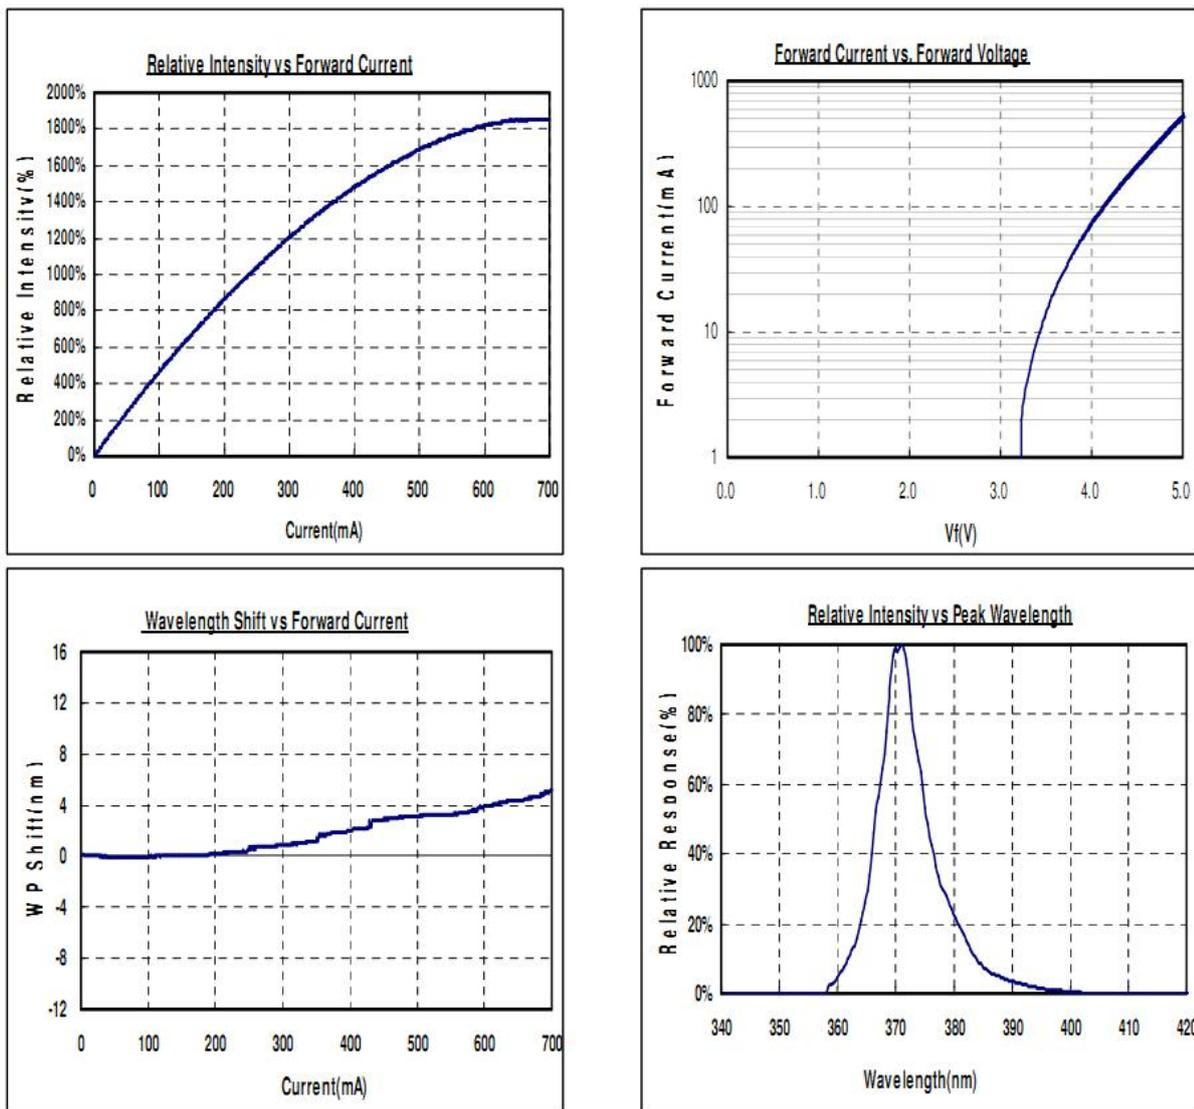 Relative Intensity vs Forward Current
Relative Intensitv(%)
2000%
1800%
1600%
1400%
1200%
1000%
800%
600%
400%
200%
0%
0 100 200 300 400 500 600 700
Current(mA)
Forward Current vs. Forward Voltage
Forward Current(mA)
1000
100
10
1
0.0 1.0 2.0 3.0 4.0 5.0
Vf(V)
Wavelength Shift vs Forward Current
WP Shift(nm)
16
12
8
4
0
-4
-8
-12
0 100 200 300 400 500 600 700
Current(mA)
Relative Intensity vs Peak Wavelength
Relative Response(%)
100%
80%
60%
40%
20%
0%
340 350 360 370 380 390 400 410 420
Wavelength(nm)